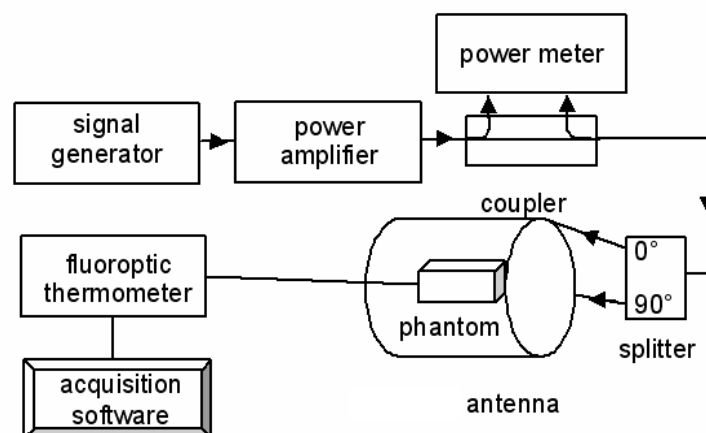 power meter
signal
generator
power
amplifier
coupler
fluoroptic
thermometer
0°
90°
phantom
splitter
acquisition
software
antenna